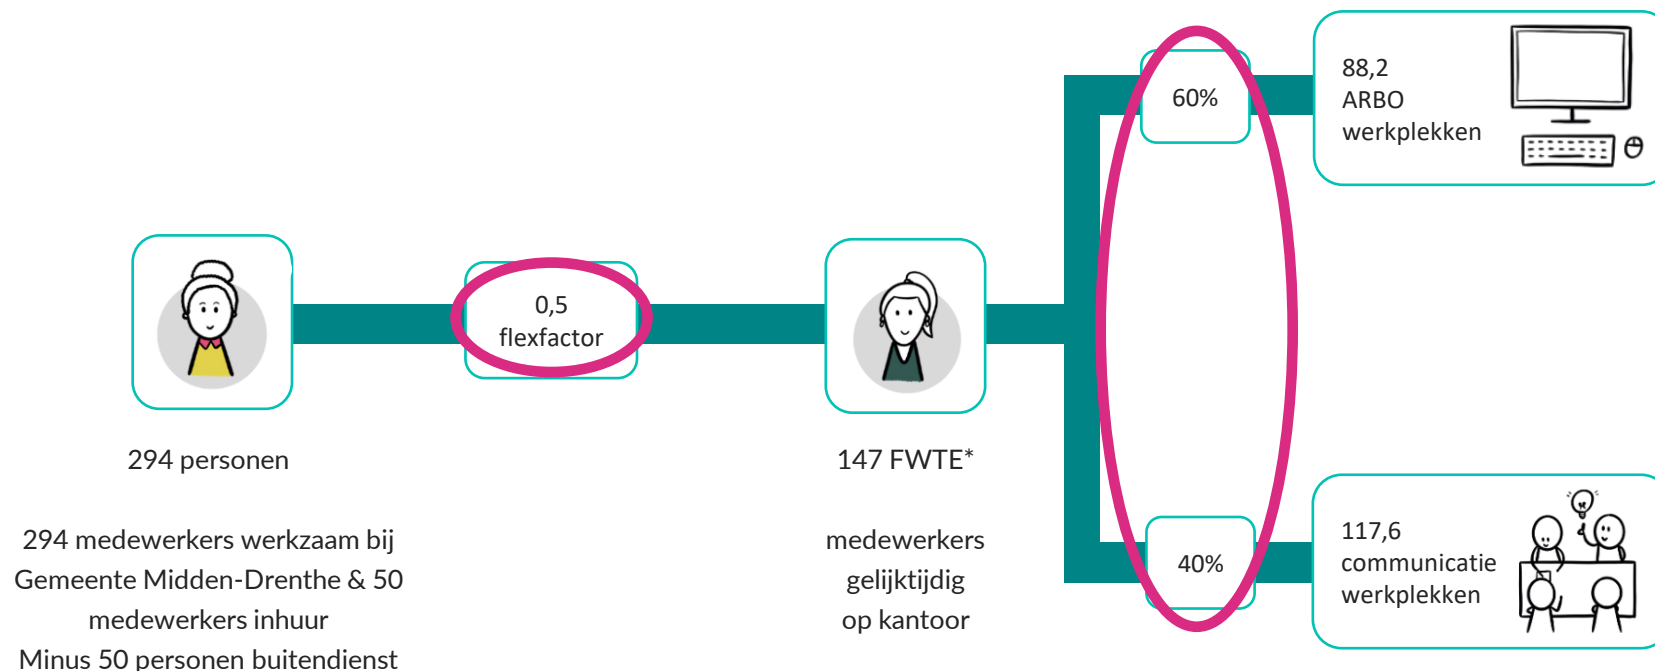 294 personen
294 medewerkers werkzaam bij
Gemeente Midden-Drenthe & 50
medewerkers inhuur
Minus 50 personen buitendienst
0,5
flexfactor
147 FWTE*
medewerkers
gelijktijdig
op kantoor
60%
88,2
ARBO
werkplekken
40%
117,6
communicatie
werkplekken